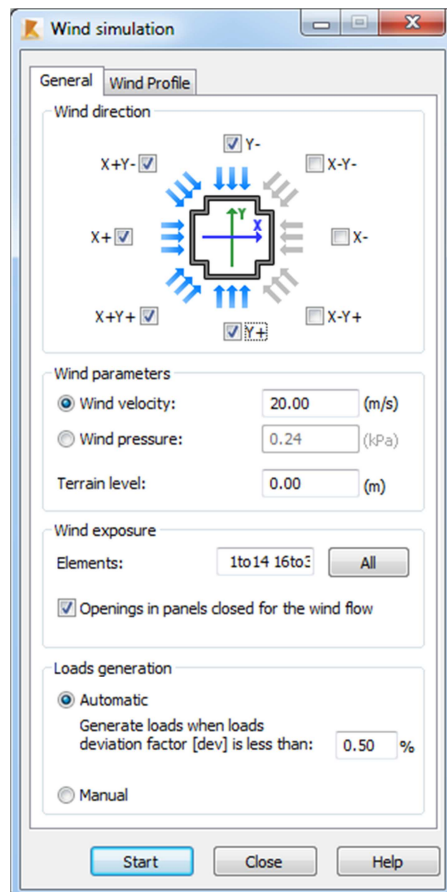 Wind simulation
General Wind Profile
Wind direction
Y-
X+Y- X-Y-
Y
X
X+ X-
X+Y+ X-Y+
Y+
Wind parameters
Wind velocity: 20.00 (m/s)
Wind pressure: 0.24 (kPa)
Terrain level: 0.00 (m)
Wind exposure
Elements: 1to14 16to3 All
Openings in panels closed for the wind flow
Loads generation
Automatic
Generate loads when loads
deviation factor [dev] is less than: 0.50 %
Manual
Start Close Help